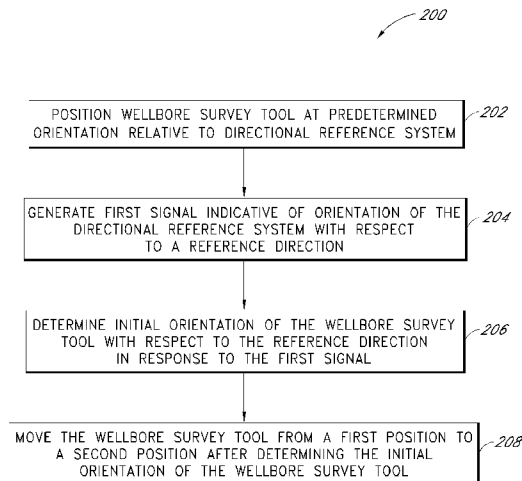 200
POSITION WELLBORE SURVEY TOOL AT PREDETERMINED
ORIENTATION RELATIVE TO DIRECTIONAL REFERENCE SYSTEM
202
GENERATE FIRST SIGNAL INDICATIVE OF ORIENTATION OF THE
DIRECTIONAL REFERENCE SYSTEM WITH RESPECT
TO A REFERENCE DIRECTION
204
DETERMINE INITIAL ORIENTATION OF THE WELLBORE SURVEY
TOOL WITH RESPECT TO THE REFERENCE DIRECTION
IN RESPONSE TO THE FIRST SIGNAL
206
MOVE THE WELLBORE SURVEY TOOL FROM A FIRST POSITION TO
A SECOND POSITION AFTER DETERMINING THE INITIAL
ORIENTATION OF THE WELLBORE SURVEY TOOL
208